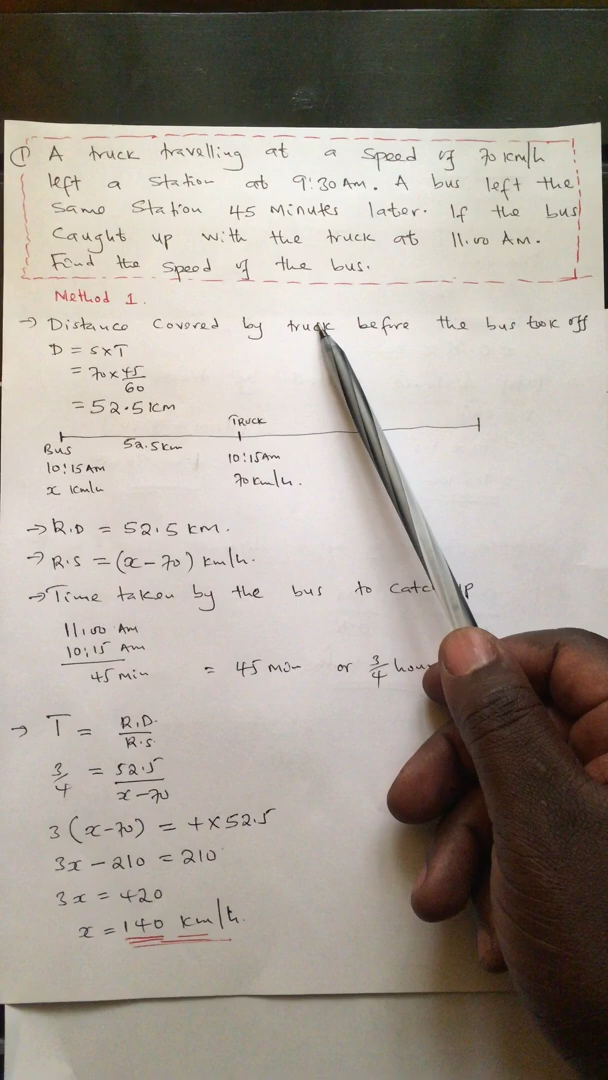 ① A truck travelling at a speed of 70 km/h
left a station at 9:30 Am. A bus left the
same station 45 minutes later. If the bus
caught up with the truck at 11.00 AM.
Find the speed of the bus.
Method 1.
→ Distance covered by truck before the bus took off
D = S×T
= 70 × 45/60
= 52.5 km
TRUCK
52.5km
Bus
10:15 Am
10:15 Am
x km/h
70 km/h.
→ R.D = 52.5 km.
→ R.S = (x-70) km/h.
→ Time taken by the bus to catch up
11.00 Am
10:15 Am
45 min = 45 min or 3/4 hour
→ T = R.D./R.S
3/4 = 52.5/x-70
3(x-70) = 4×52.5
3x - 210 = 210
3x = 420
x = 140 km/h.